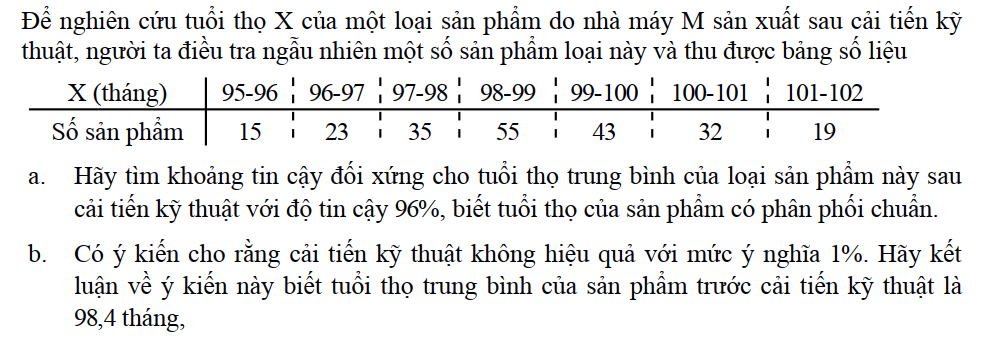 Để nghiên cứu tuổi thọ X của một loại sản phẩm do nhà máy M sản xuất sau cải tiến kỹ
thuật, người ta điều tra ngẫu nhiên một số sản phẩm loại này và thu được bảng số liệu
X (tháng) 95-96 96-97 97-98 98-99 99-100 100-101 101-102
Số sản phẩm 15 23 35 55 43 32 19
a. Hãy tìm khoảng tin cậy đối xứng cho tuổi thọ trung bình của loại sản phẩm này sau
cải tiến kỹ thuật với độ tin cậy 96%, biết tuổi thọ của sản phẩm có phân phối chuẩn.
b. Có ý kiến cho rằng cải tiến kỹ thuật không hiệu quả với mức ý nghĩa 1%. Hãy kết
luận về ý kiến này biết tuổi thọ trung bình của sản phẩm trước cải tiến kỹ thuật là
98,4 tháng,